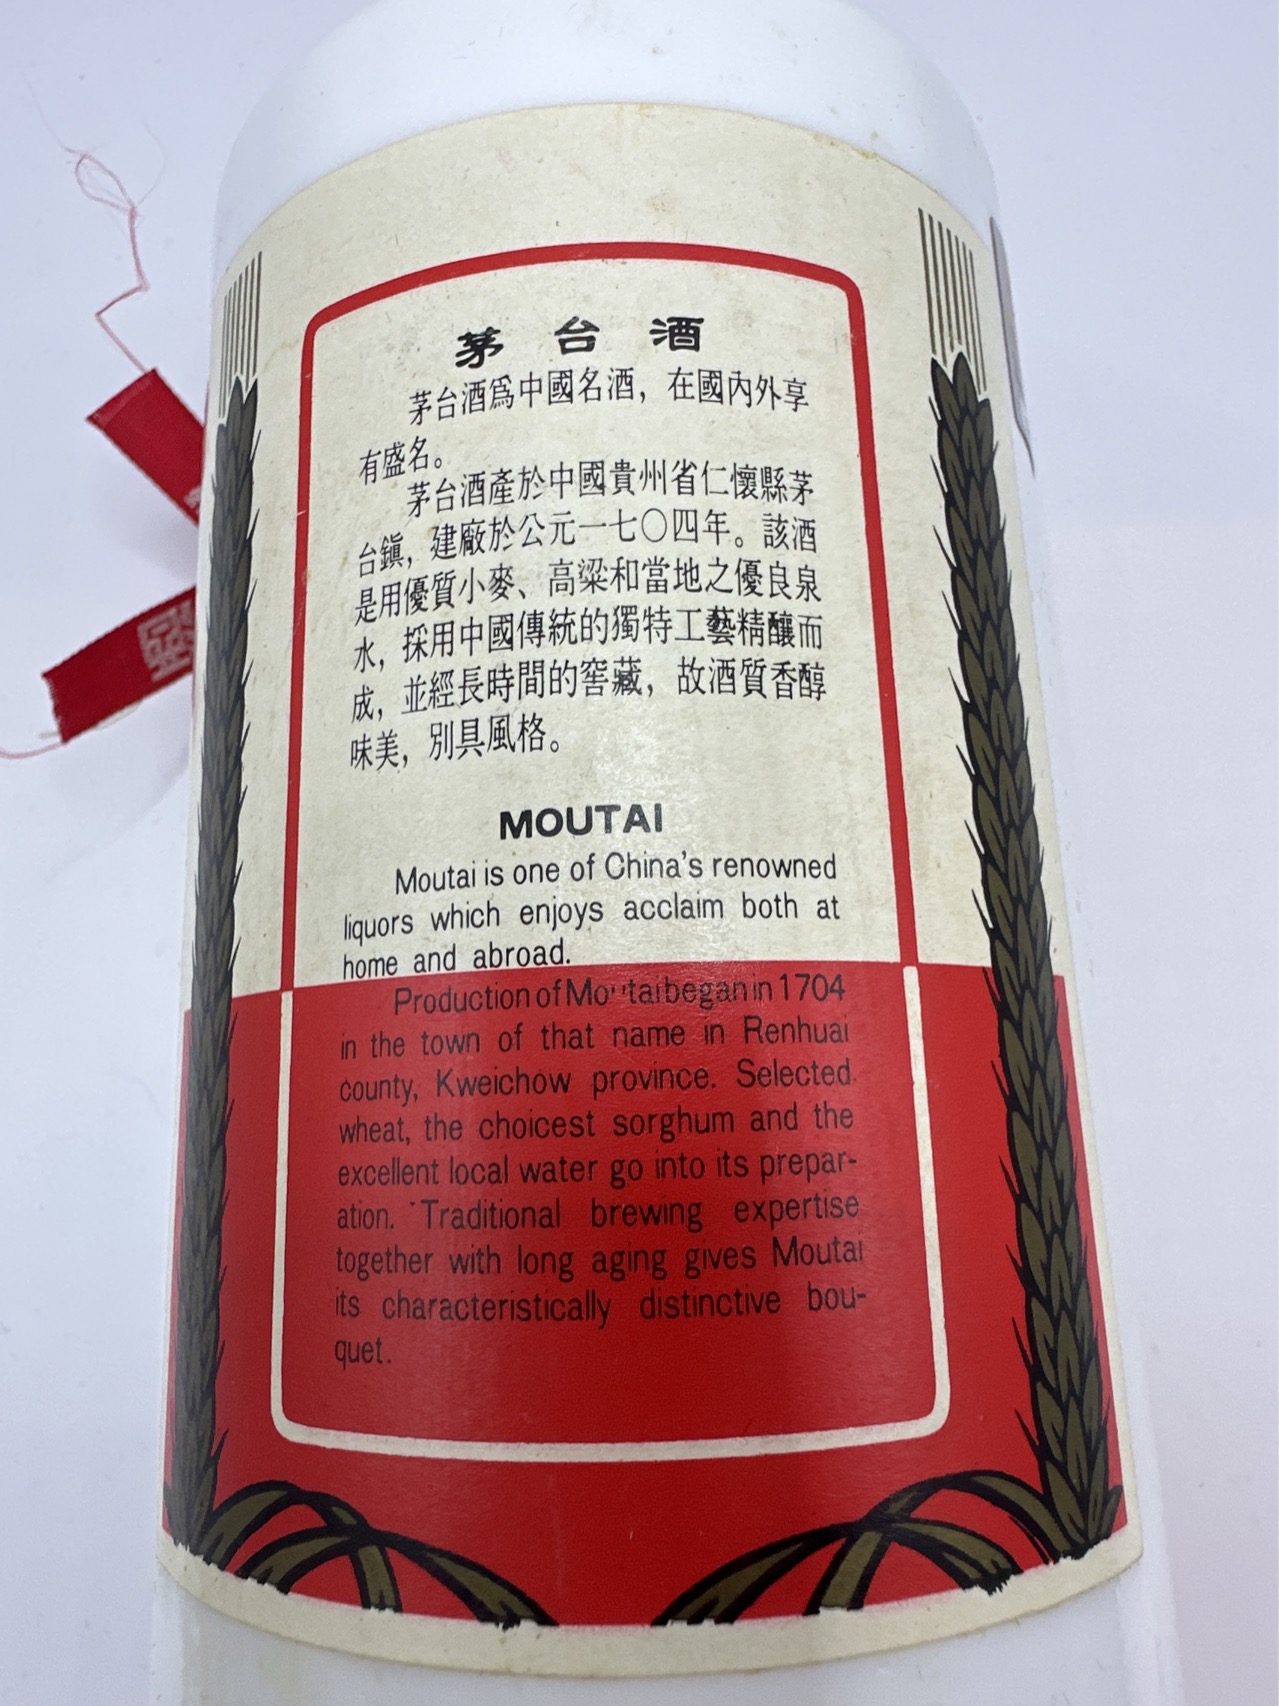 茅台酒
茅台酒爲中國名酒，在國内外享
有盛名。
茅台酒產於中國貴州省仁懷縣茅
台鎭，建廠於公元一七〇四年。該酒
是用優質小麥、高粱和當地之優良泉
水，採用中國傳統的獨特工藝精釀而
成，並經長時間的窖藏，故酒質香醇
味美，別具風格。
MOUTAI
Moutai is one of China's renowned
liquors which enjoys acclaim both at
home and abroad.
Production of Moutai began in 1704
in the town of that name in Renhuai
county, Kweichow province. Selected
wheat, the choicest sorghum and the
excellent local water go into its prepar-
ation. Traditional brewing expertise
together with long aging gives Moutai
its characteristically distinctive bou-
quet.